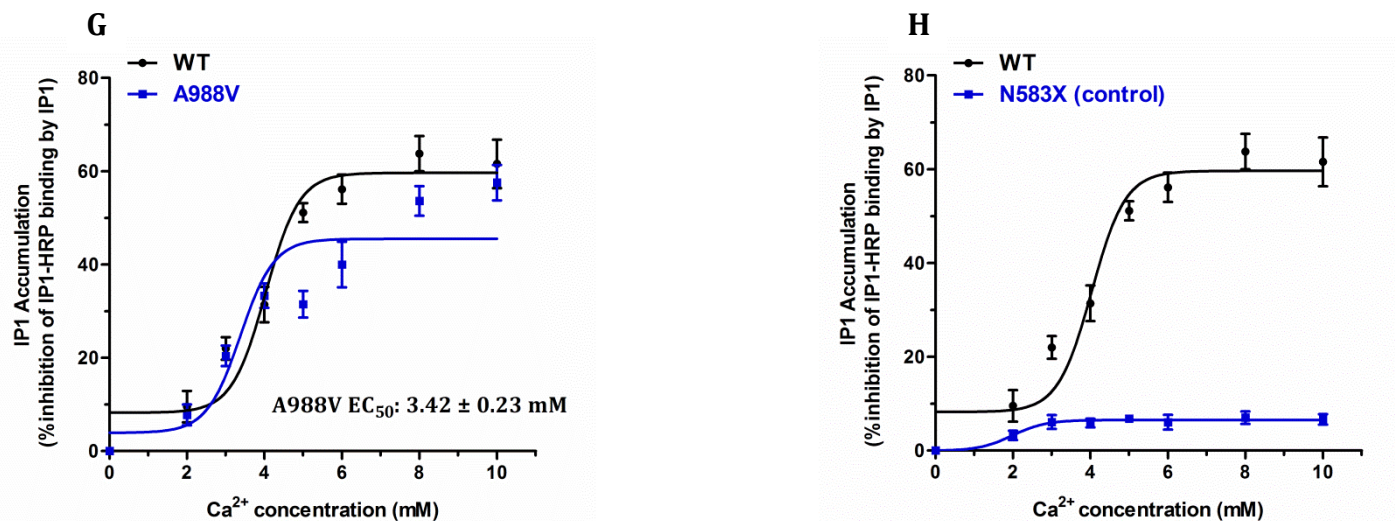 G
WT
A988V
IP1 Accumulation
(% inhibition of IP1-HRP binding by IP1)
80
60
40
20
0
A988V EC₅₀: 3.42 ± 0.23 mM
0 2 4 6 8 10
Ca²⁺ concentration (mM)
H
WT
N583X (control)
IP1 Accumulation
(% inhibition of IP1-HRP binding by IP1)
80
60
40
20
0
0 2 4 6 8 10
Ca²⁺ concentration (mM)